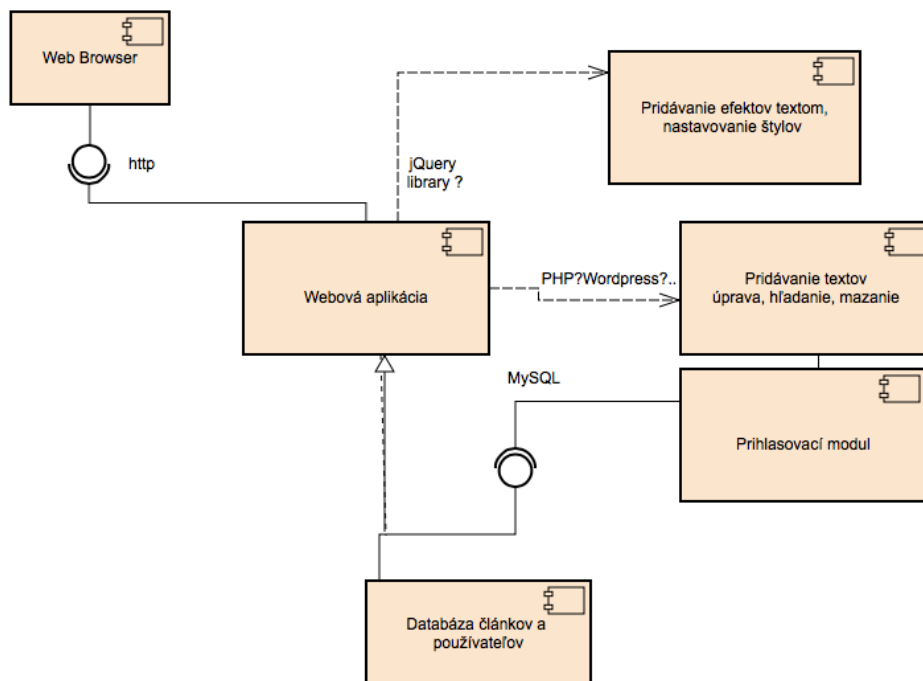 Web Browser
http
jQuery
library ?
Pridávanie efektov textom,
nastavovanie štýlov
Webová aplikácia
PHP?Wordpress?..
Pridávanie textov
úprava, hľadanie, mazanie
MySQL
Prihlasovací modul
Databáza článkov a
používateľov